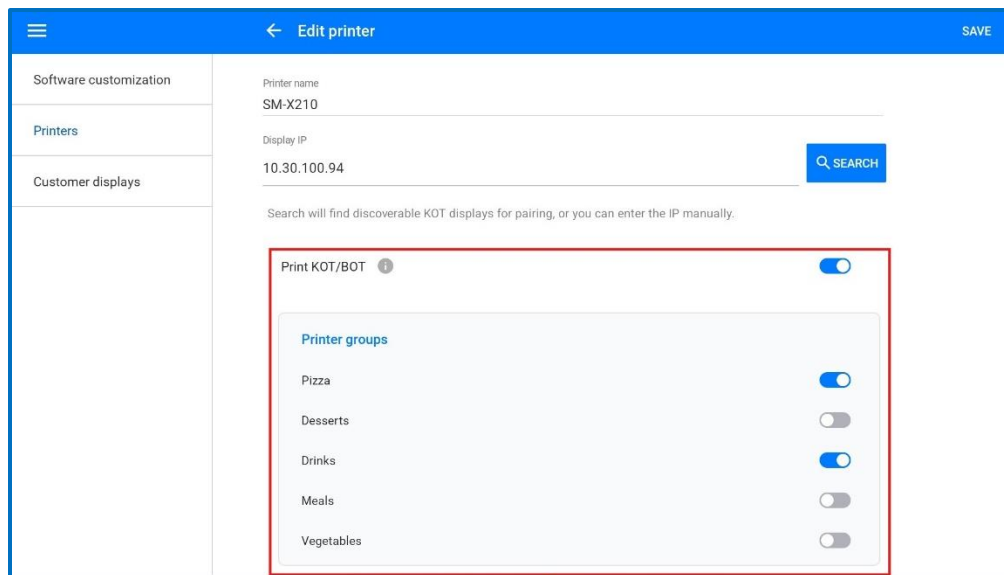 Edit printer
SAVE
Software customization
Printers
Customer displays
Printer name
SM-X210
Display IP
10.30.100.94
SEARCH
Search will find discoverable KOT displays for pairing, or you can enter the IP manually.
Print KOT/BOT
Printer groups
Pizza
Desserts
Drinks
Meals
Vegetables